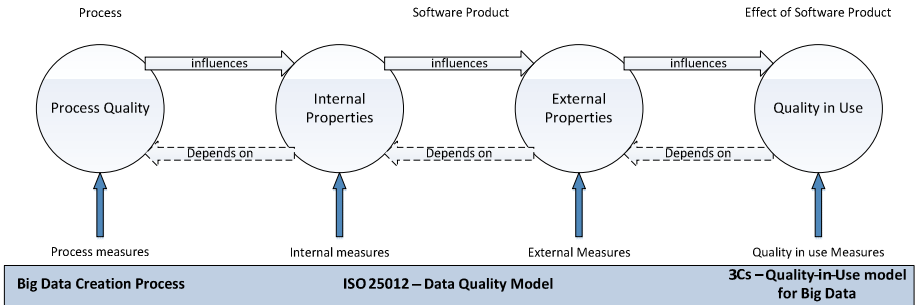 Process
Software Product
Effect of Software Product
influences
influences
influences
Process Quality
Internal
Properties
External
Properties
Quality in Use
Depends on
Depends on
Depends on
Process measures
Internal measures
External Measures
Quality in use Measures
Big Data Creation Process
ISO 25012 – Data Quality Model
3Cs – Quality-in-Use model
for Big Data